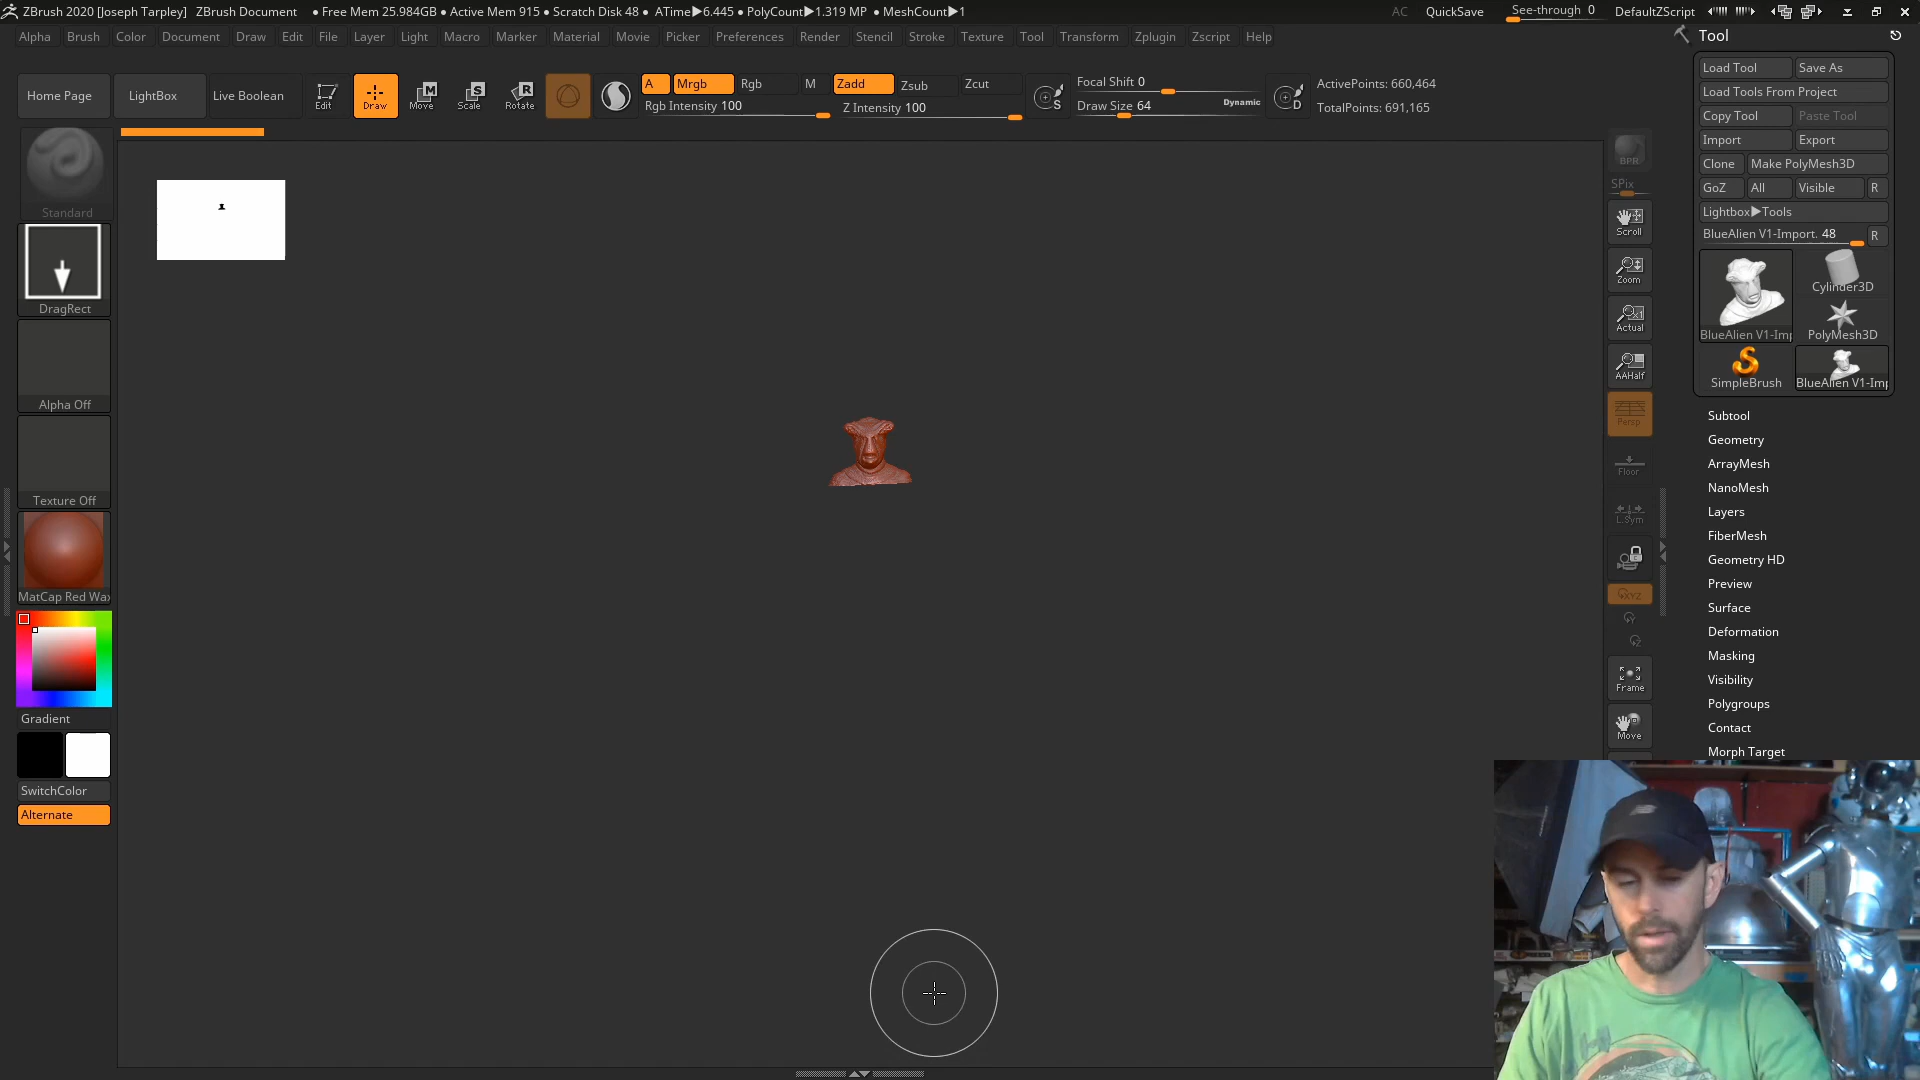 ZBrush 2020 [Joseph Tarpley] ZBrush Document ● Free Mem 25.984GB ● Active Mem 915 ● Scratch Disk 48 ● ATime▶6.445 ● PolyCount▶1.319 MP ● MeshCount▶1 AC QuickSave See-through 0 DefaultZScript
Alpha Brush Color Document Draw Edit File Layer Light Macro Marker Material Movie Picker Preferences Render Stencil Stroke Texture Tool Transform Zplugin Zscript Help
Home Page LightBox Live Boolean Edit Draw Move Scale Rotate
A Mrgb Rgb M Zadd Zsub Zcut
Rgb Intensity 100 Z Intensity 100
S
Focal Shift 0
Draw Size 64 Dynamic
D
ActivePoints: 660,464
TotalPoints: 691,165
Standard
DragRect
Alpha Off
Texture Off
MatCap Red Wax
Gradient
SwitchColor
Alternate
BPR
SPix
Scroll
Zoom
Actual
AAHalf
Persp
Floor
L.Sym
XYZ
Y
Z
Frame
Move
Tool
Load Tool Save As
Load Tools From Project
Copy Tool Paste Tool
Import Export
Clone Make PolyMesh3D
GoZ All Visible R
Lightbox▶Tools
BlueAlien V1-Import. 48 R
Cylinder3D
BlueAlien V1-Imp PolyMesh3D
SimpleBrush BlueAlien V1-Imp
Subtool
Geometry
ArrayMesh
NanoMesh
Layers
FiberMesh
Geometry HD
Preview
Surface
Deformation
Masking
Visibility
Polygroups
Contact
Morph Target